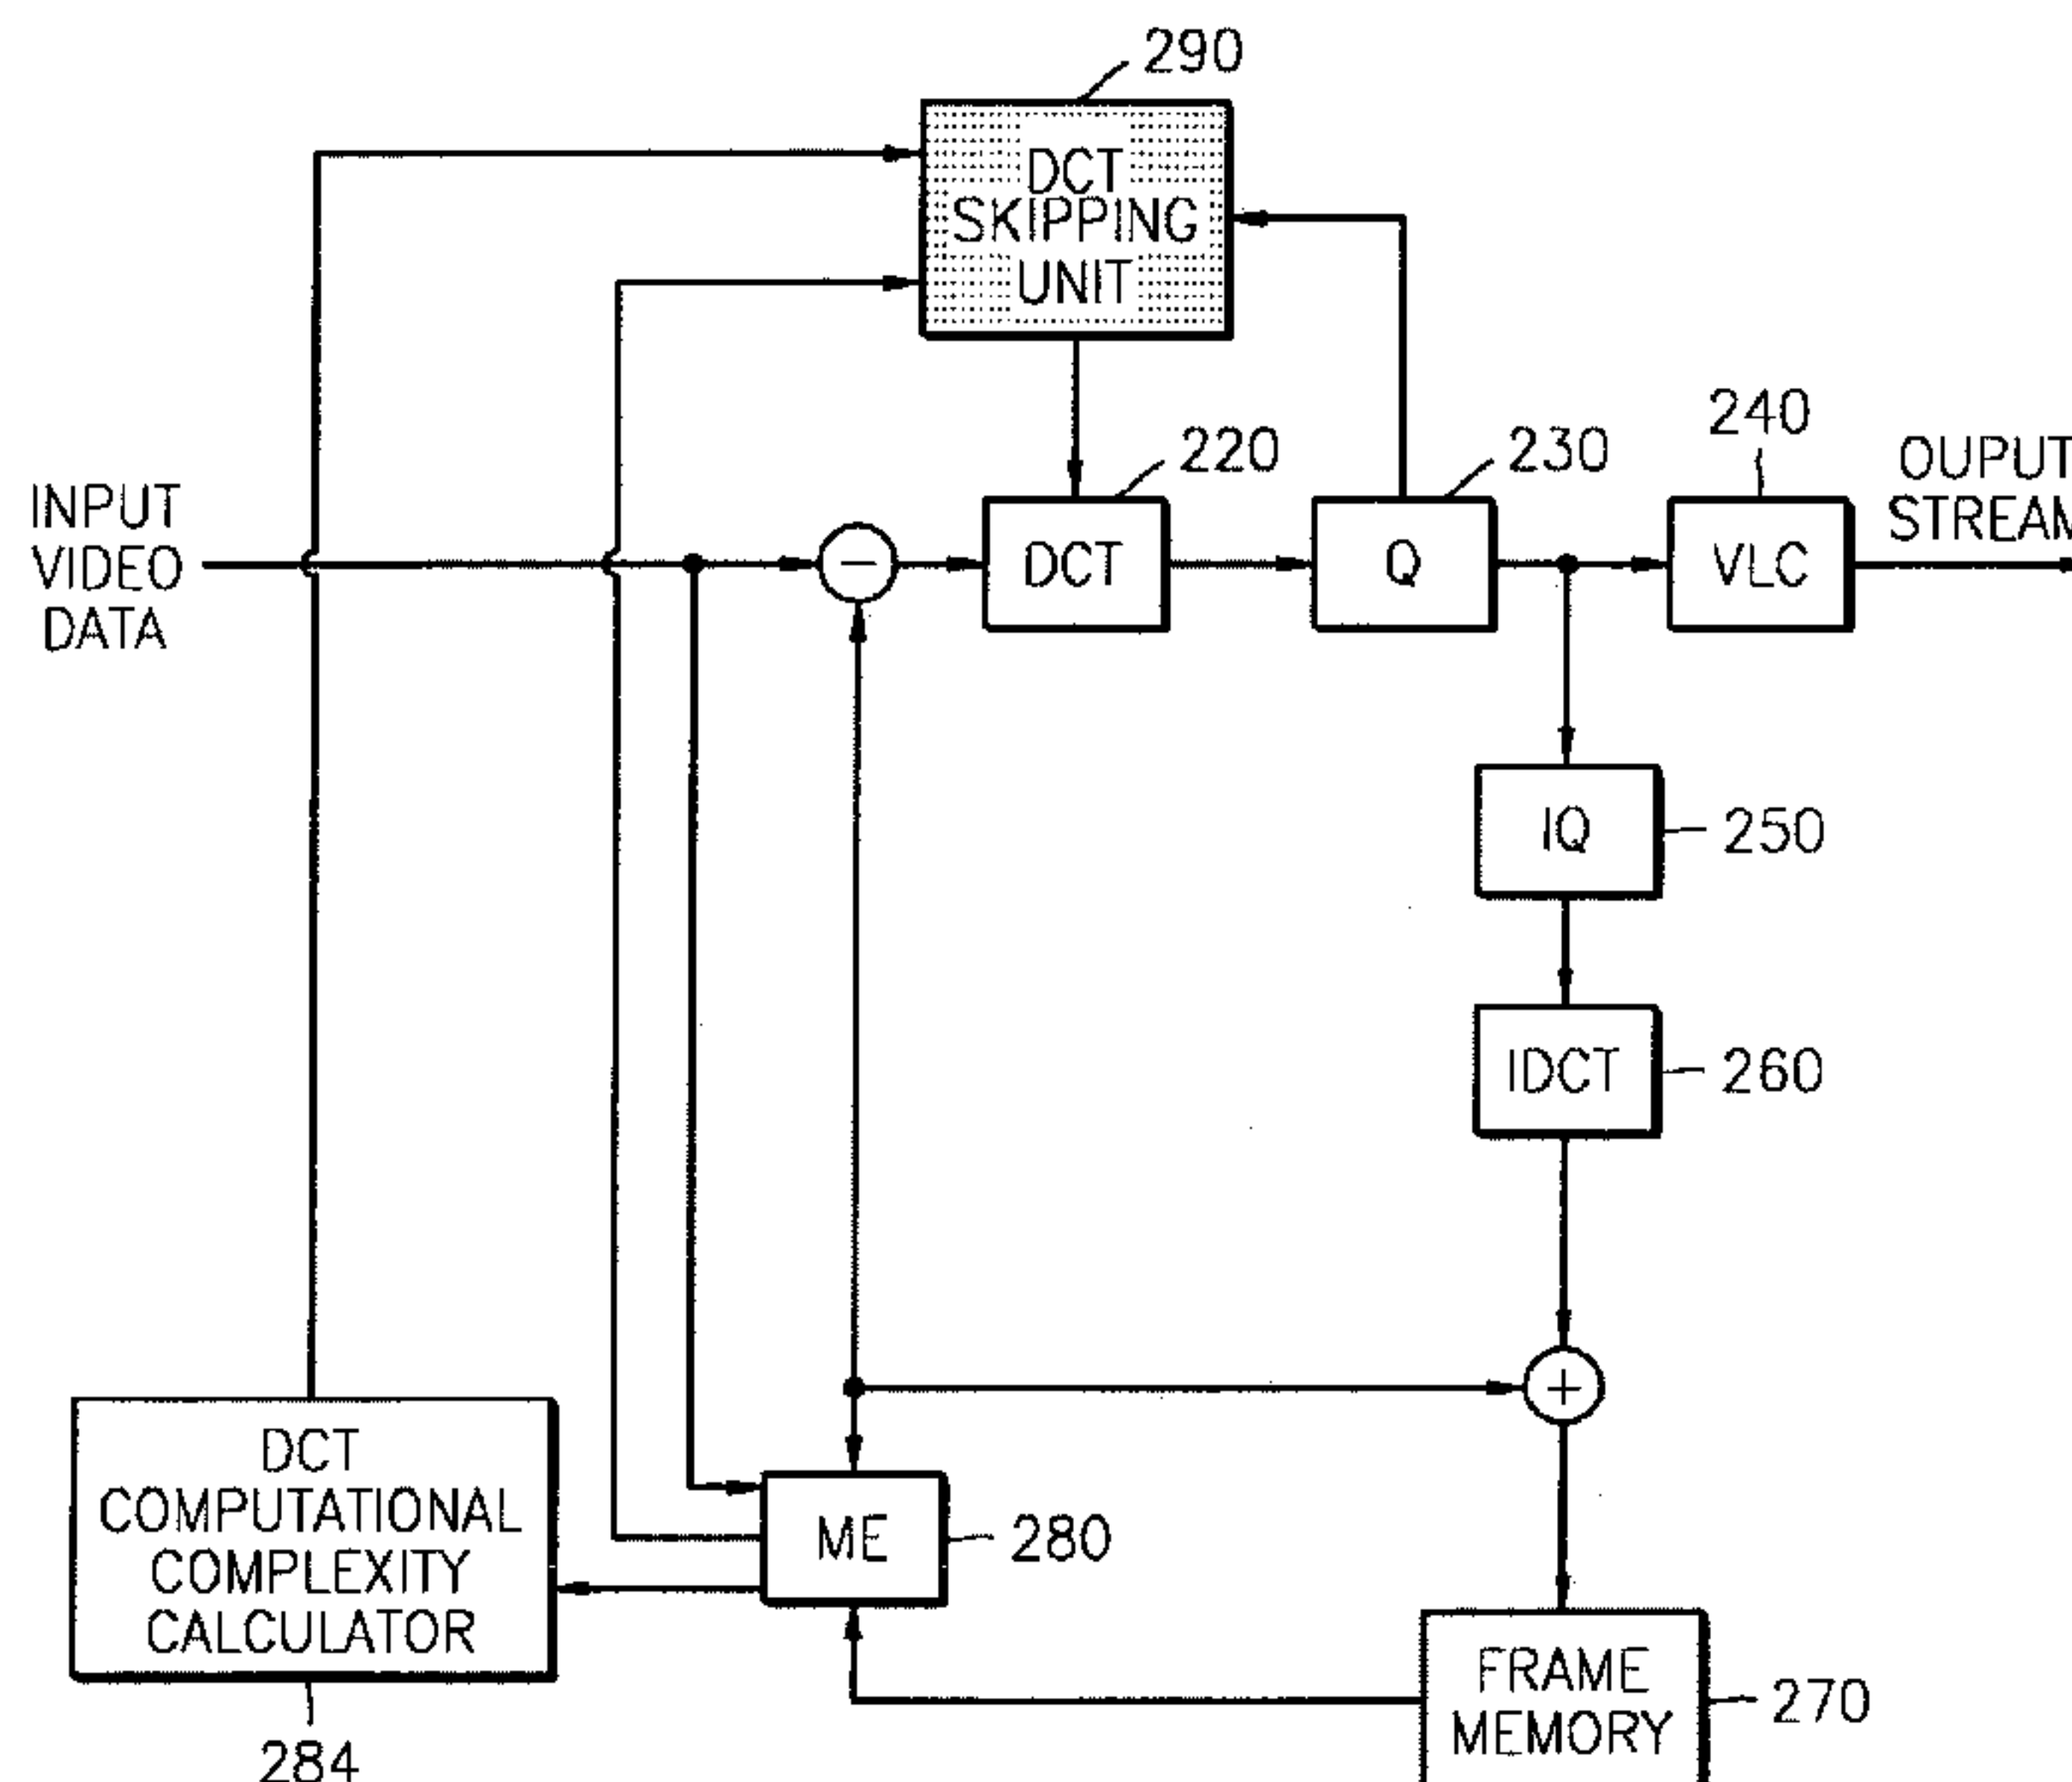 290
DCT
SKIPPING
UNIT
240
220
230
OUPUT
STREAM
INPUT
VIDEO
DATA
DCT
Q
VLC
IQ
250
IDCT
260
+
DCT
COMPUTATIONAL
COMPLEXITY
CALCULATOR
ME
280
FRAME
MEMORY
270
284